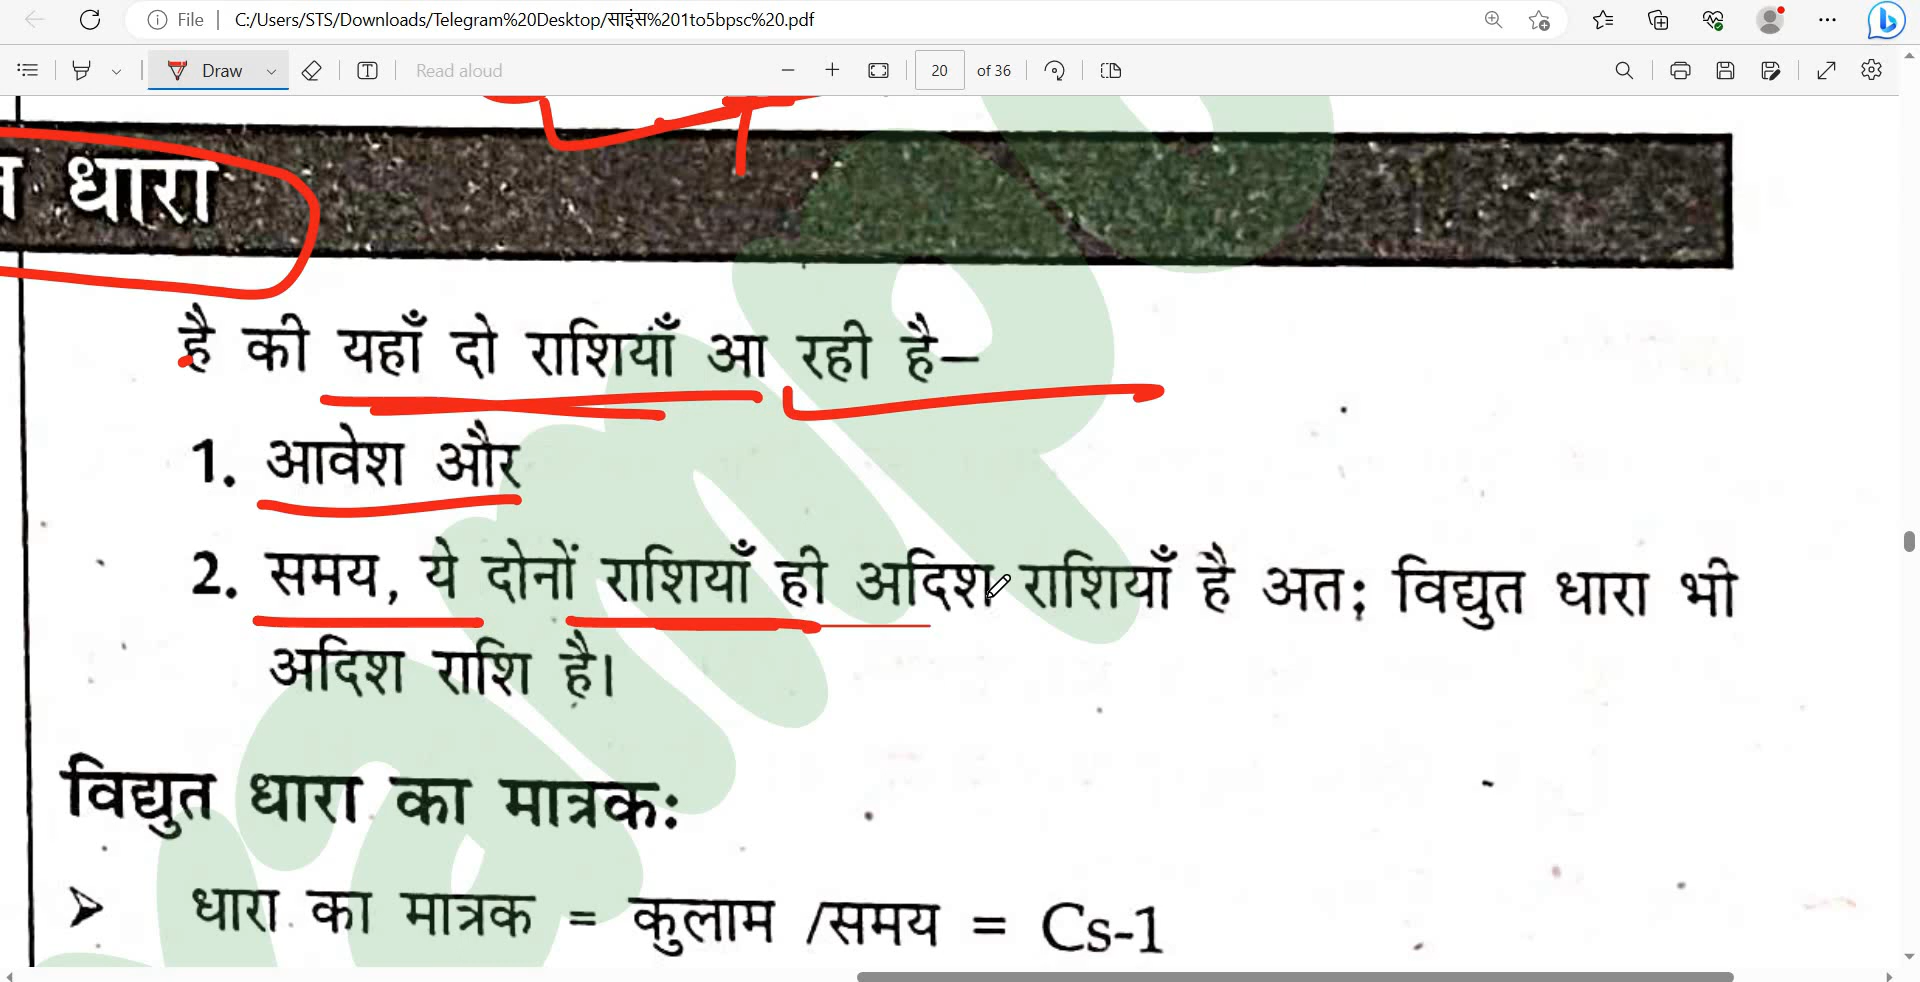 File
C:/Users/STS/Downloads/Telegram%20Desktop/साइंस%201to5bpsc%20.pdf
Draw
Read aloud
20 of 36
धारा
है की यहाँ दो राशियाँ आ रही है–
1. आवेश और
2. समय, ये दोनों राशियाँ ही अदिश राशियाँ है अत; विद्युत धारा भी
अदिश राशि है।
विद्युत धारा का मात्रक:
➢ धारा का मात्रक = कुलाम /समय = Cs-1